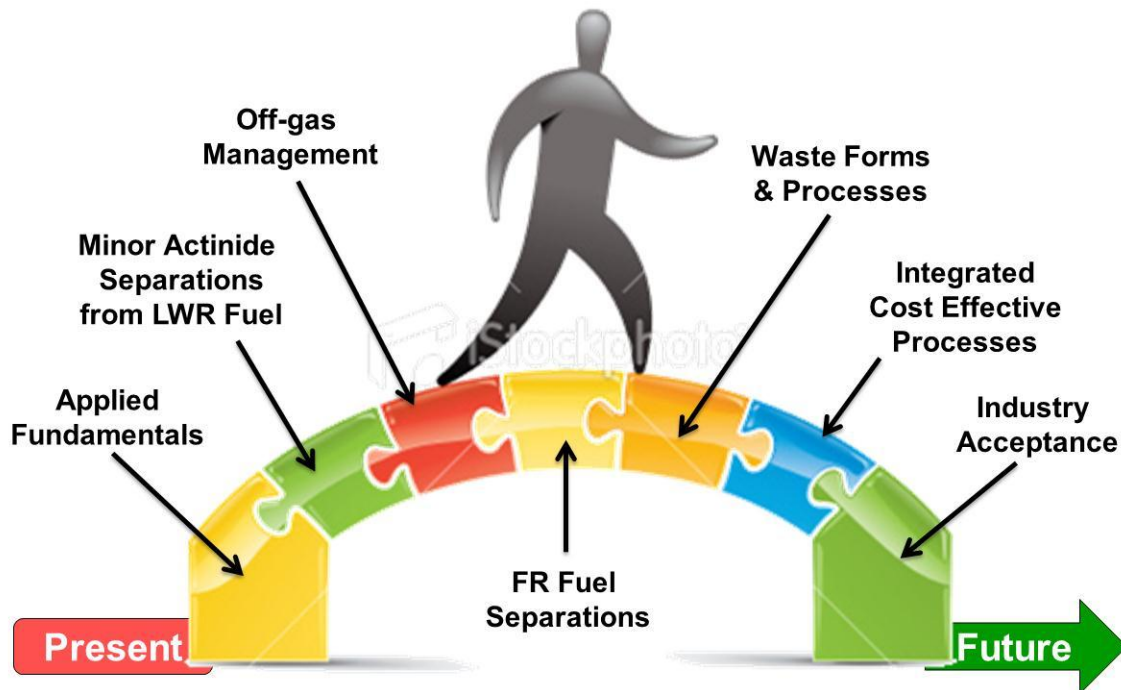 Off-gas
Management
Waste Forms
& Processes
Minor Actinide
Separations
from LWR Fuel
Integrated
Cost Effective
Processes
iStockphoto
Applied
Fundamentals
Industry
Acceptance
FR Fuel
Separations
Present
Future